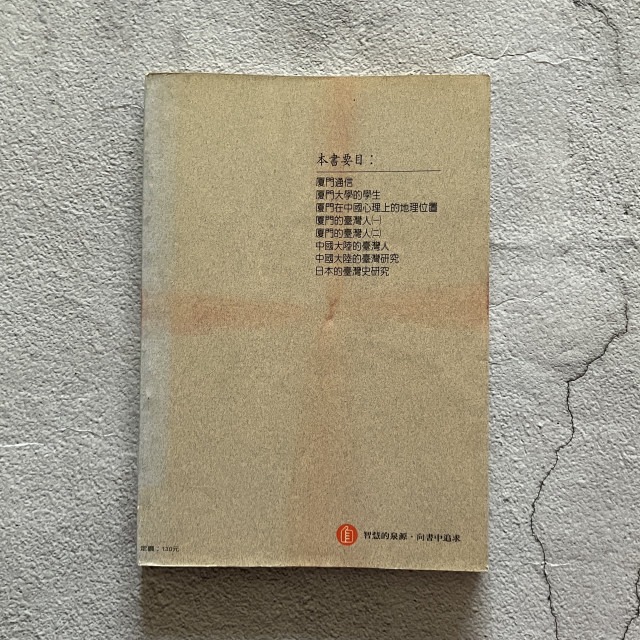 本書要目：
廈門通信
廈門大學的學生
廈門在中國心理上的地理位置
廈門的臺灣人㈠
廈門的臺灣人㈡
中國大陸的臺灣人
中國大陸的臺灣研究
日本的臺灣史研究
智慧的泉源・向書中追求
定價：130元